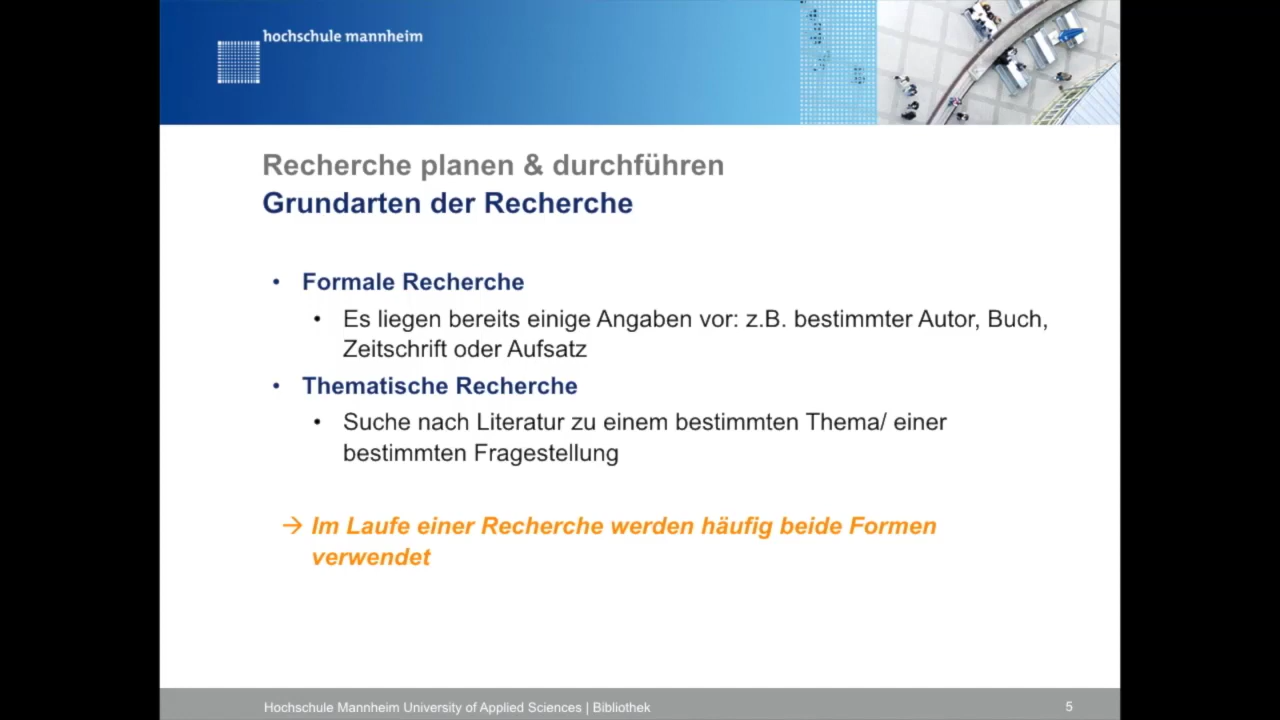 hochschule mannheim
Recherche planen & durchführen
Grundarten der Recherche
• Formale Recherche
• Es liegen bereits einige Angaben vor: z.B. bestimmter Autor, Buch,
Zeitschrift oder Aufsatz
• Thematische Recherche
• Suche nach Literatur zu einem bestimmten Thema/ einer
bestimmten Fragestellung
→ Im Laufe einer Recherche werden häufig beide Formen
verwendet
Hochschule Mannheim University of Applied Sciences | Bibliothek
5